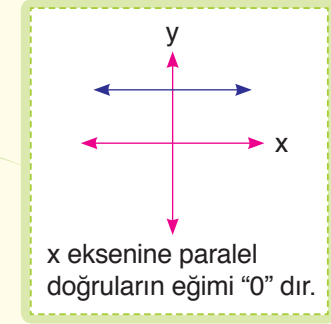 y
x
x eksenine paralel
doğruların eğimi “0” dır.